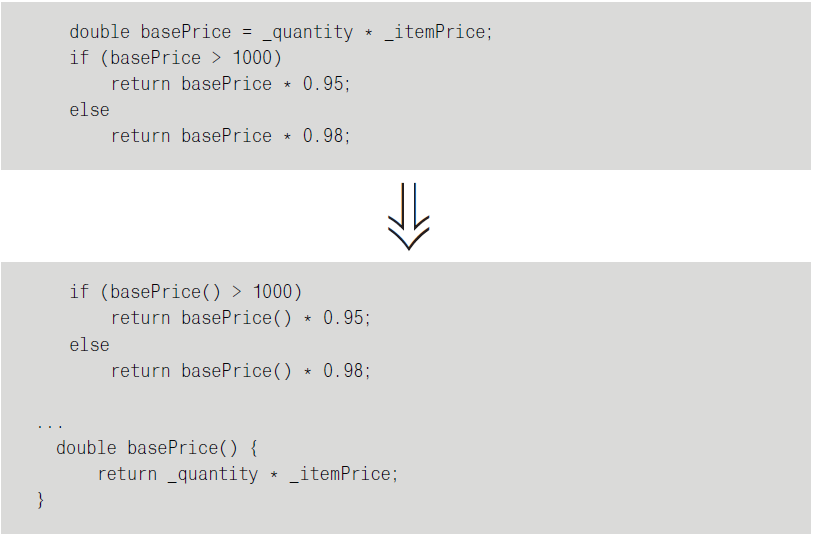 double basePrice = _quantity * _itemPrice;
if (basePrice > 1000)
return basePrice * 0.95;
else
return basePrice * 0.98;
if (basePrice() > 1000)
return basePrice() * 0.95;
else
return basePrice() * 0.98;
...
double basePrice() {
return _quantity * _itemPrice;
}